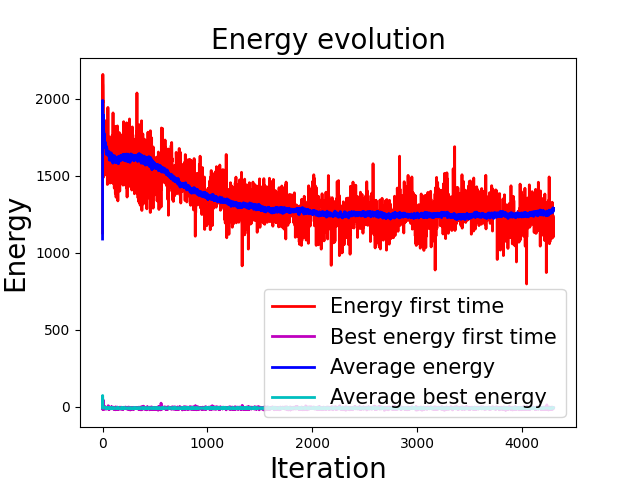 Energy evolution
Energy
2000
1500
1000
500
0
Energy first time
Best energy first time
Average energy
Average best energy
0 1000 2000 3000 4000
Iteration